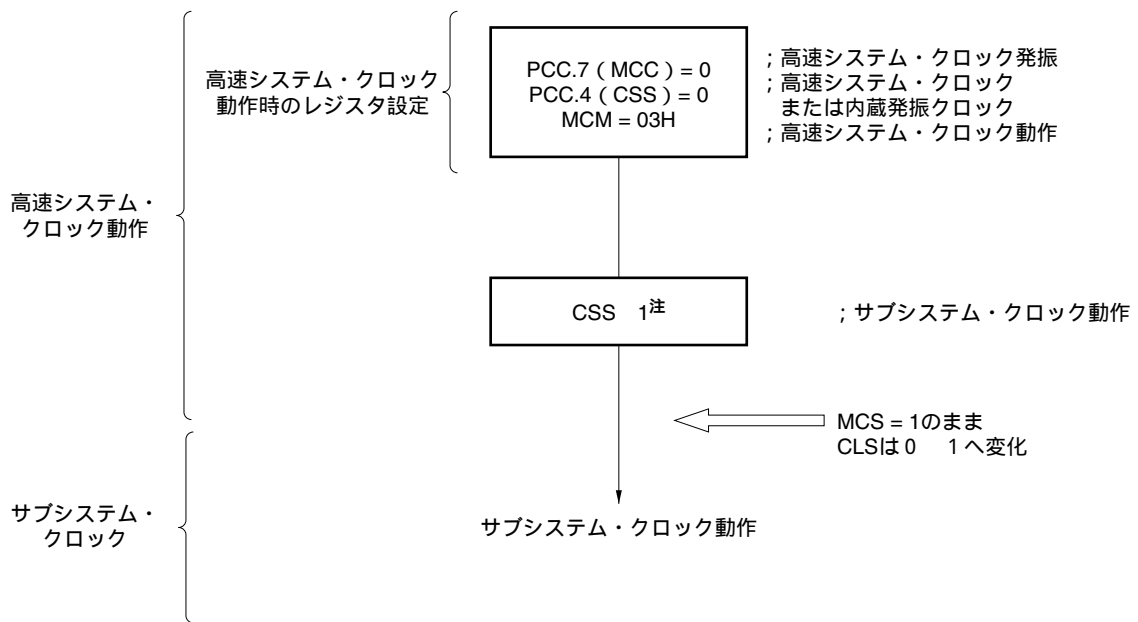 高速システム・クロック
動作時のレジスタ設定
PCC.7（MCC）= 0
PCC.4（CSS）= 0
MCM = 03H
；高速システム・クロック発振
；高速システム・クロック
または内蔵発振クロック
；高速システム・クロック動作
高速システム・
クロック動作
CSS 1注
；サブシステム・クロック動作
MCS = 1のまま
CLSは0 1へ変化
サブシステム・
クロック
サブシステム・クロック動作